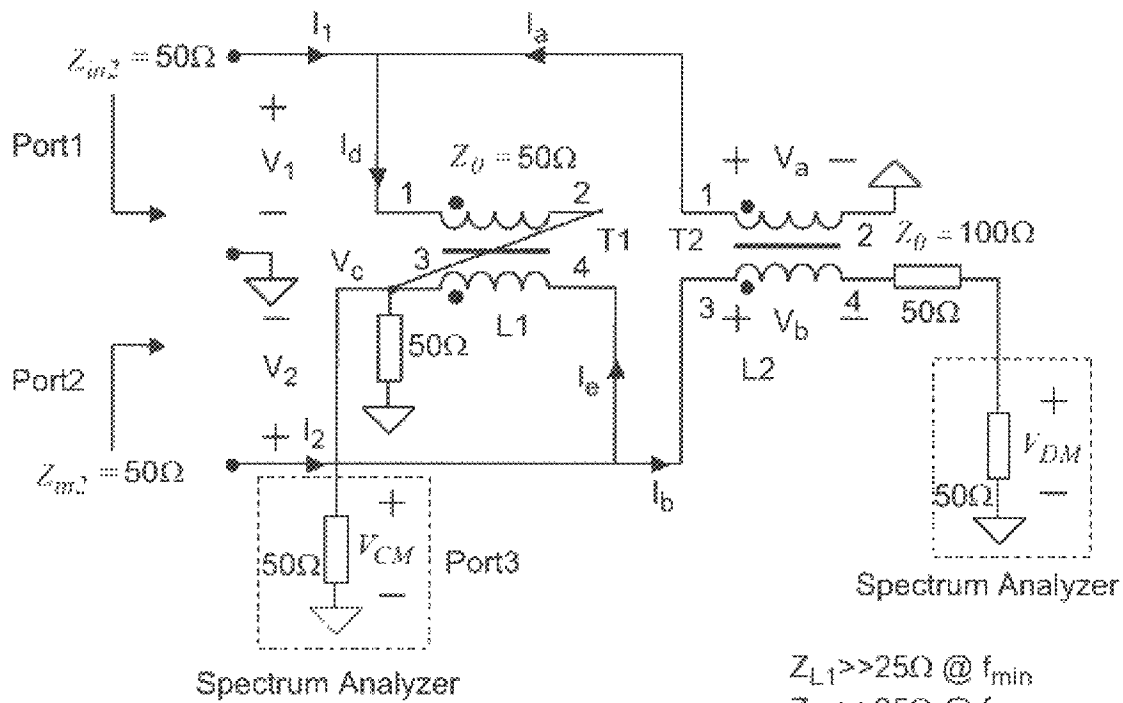 I1
Ia
Zin2 = 50Ω
+
Port1
V1
Id
Z0 = 50Ω
+ Va −
1
2
1
2
−
T1
T2
Z0 = 100Ω
Vc
3
4
3
4
50Ω
−
50Ω
L1
+ Vb −
L2
Port2
V2
Ie
+
I2
Zin2 = 50Ω
Ib
+
VDM
50Ω
−
+
50Ω
VCM
Port3
−
Spectrum Analyzer
Spectrum Analyzer
ZL1>>25Ω @ fmin